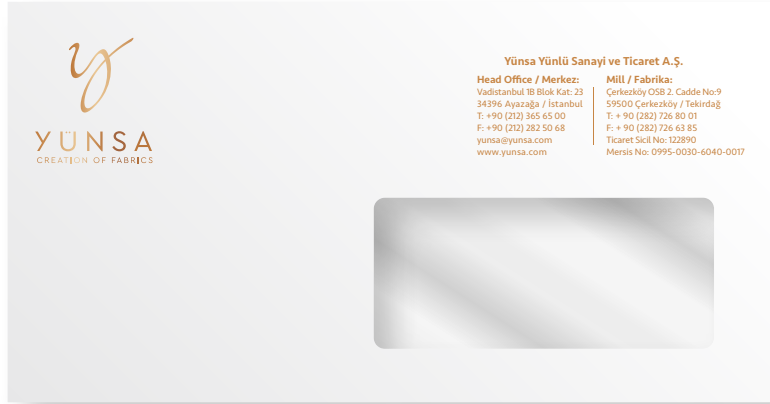 YÜNSA
CREATION OF FABRICS
Yünsa Yünlü Sanayi ve Ticaret A.Ş.
Head Office / Merkez:
Vadistanbul 1B Blok Kat: 23
34396 Ayazağa / İstanbul
T: +90 (212) 365 65 00
F: +90 (212) 282 50 68
yunsa@yunsa.com
www.yunsa.com
Mill / Fabrika:
Çerkezköy OSB 2. Cadde No:9
59500 Çerkezköy / Tekirdağ
T: + 90 (282) 726 80 01
F: + 90 (282) 726 63 85
Ticaret Sicil No: 122890
Mersis No: 0995-0030-6040-0017